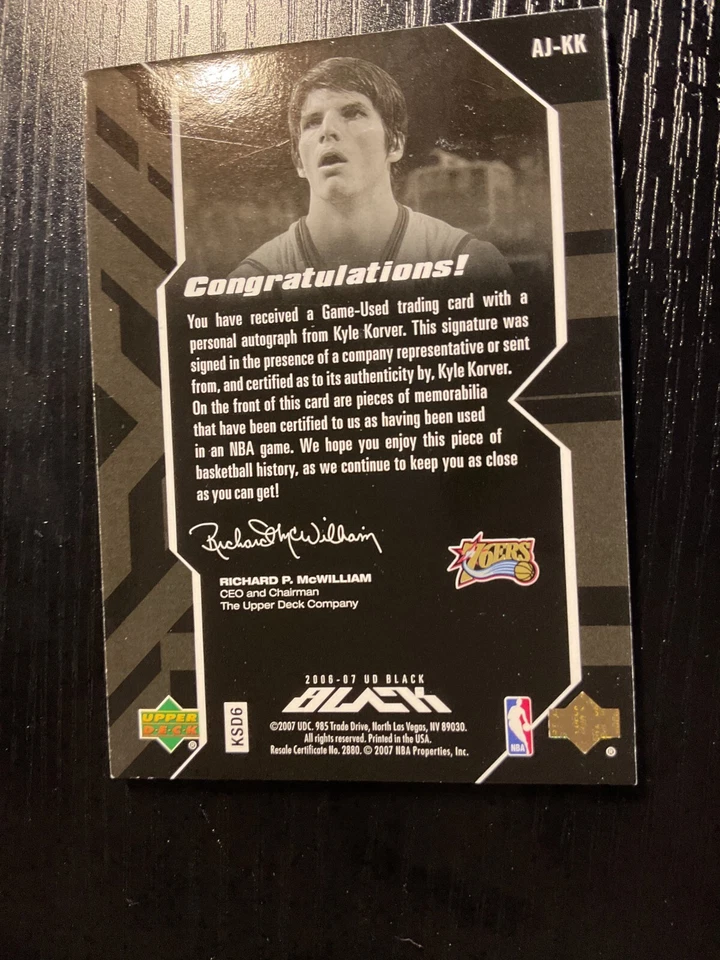 AJ-KK
Congratulations!
You have received a Game-Used trading card with a
personal autograph from Kyle Korver. This signature was
signed in the presence of a company representative or sent
from, and certified as to its authenticity by, Kyle Korver.
On the front of this card are pieces of memorabilia
that have been certified to us as having been used
in an NBA game. We hope you enjoy this piece of
basketball history, as we continue to keep you as close
as you can get!
Richard P. McWilliam
RICHARD P. McWILLIAM
CEO and Chairman
The Upper Deck Company
76ERS
2006-07 UD BLACK
BLACK
©2007 UDC. 985 Trade Drive, North Las Vegas, NV 89030.
All rights reserved. Printed in the USA.
Resale Certificate No. 2880. © 2007 NBA Properties, Inc.
UPPER
DECK
®
KSD6
NBA
®